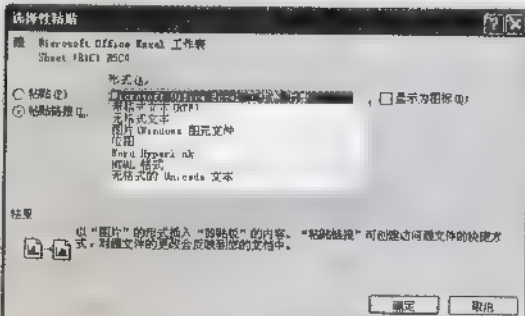 选择性粘贴
源: Microsoft Office Excel 工作表
Sheet1!R1C1:R5C4
形式(A):
粘贴(P)
粘贴链接(L)
Microsoft Office Excel
带格式文本(RTF)
无格式文本
图片(Windows 图元文件)
位图
Word Hyperlink
HTML 格式
无格式的 Unicode 文本
显示为图标(D)
结果
以“图片”的形式插入“剪贴板”的内容。“粘贴链接”可创建访问源文件的快捷方
式,对源文件的更改会反映到您的文档中。
确定
取消